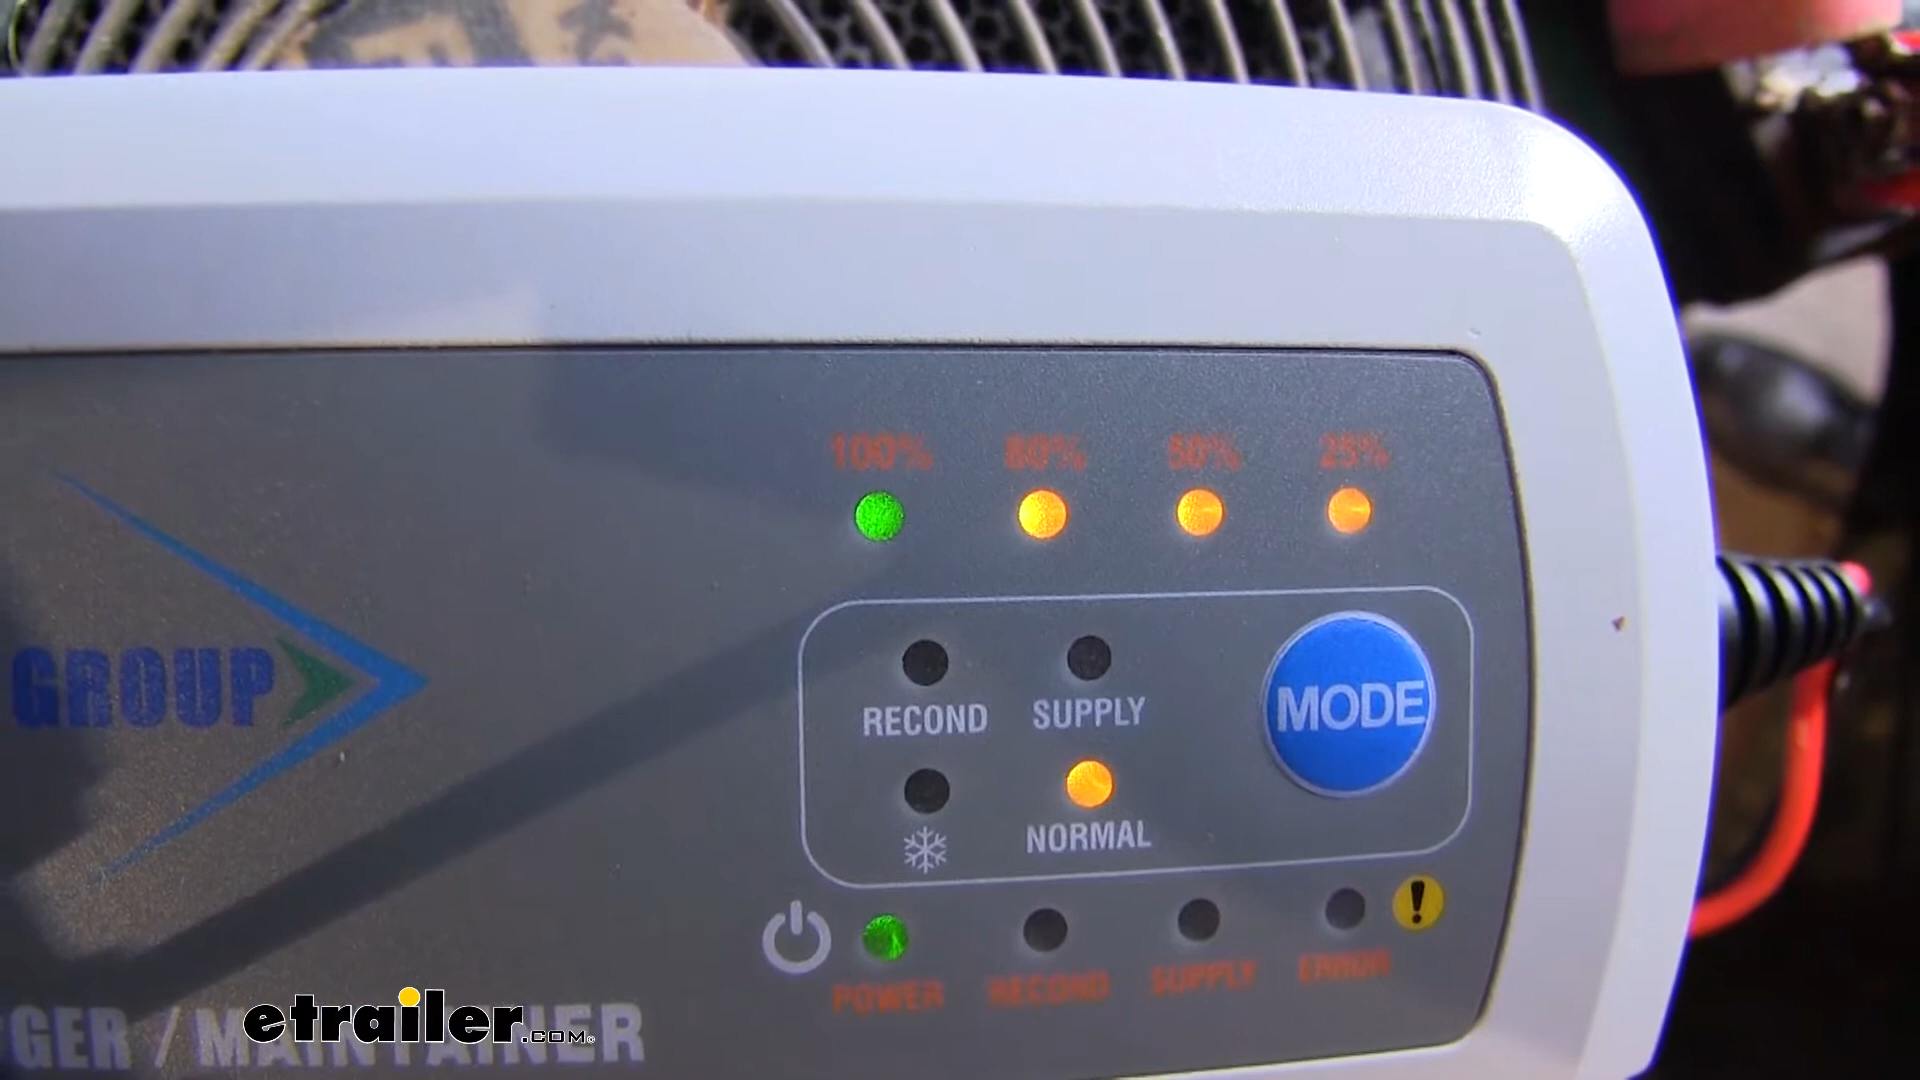 100% 80% 50% 25%
RECOND SUPPLY
MODE
GROUP
NORMAL
!
POWER RECOND SUPPLY ERROR
GER / MAINTAINER
etrailer.COM